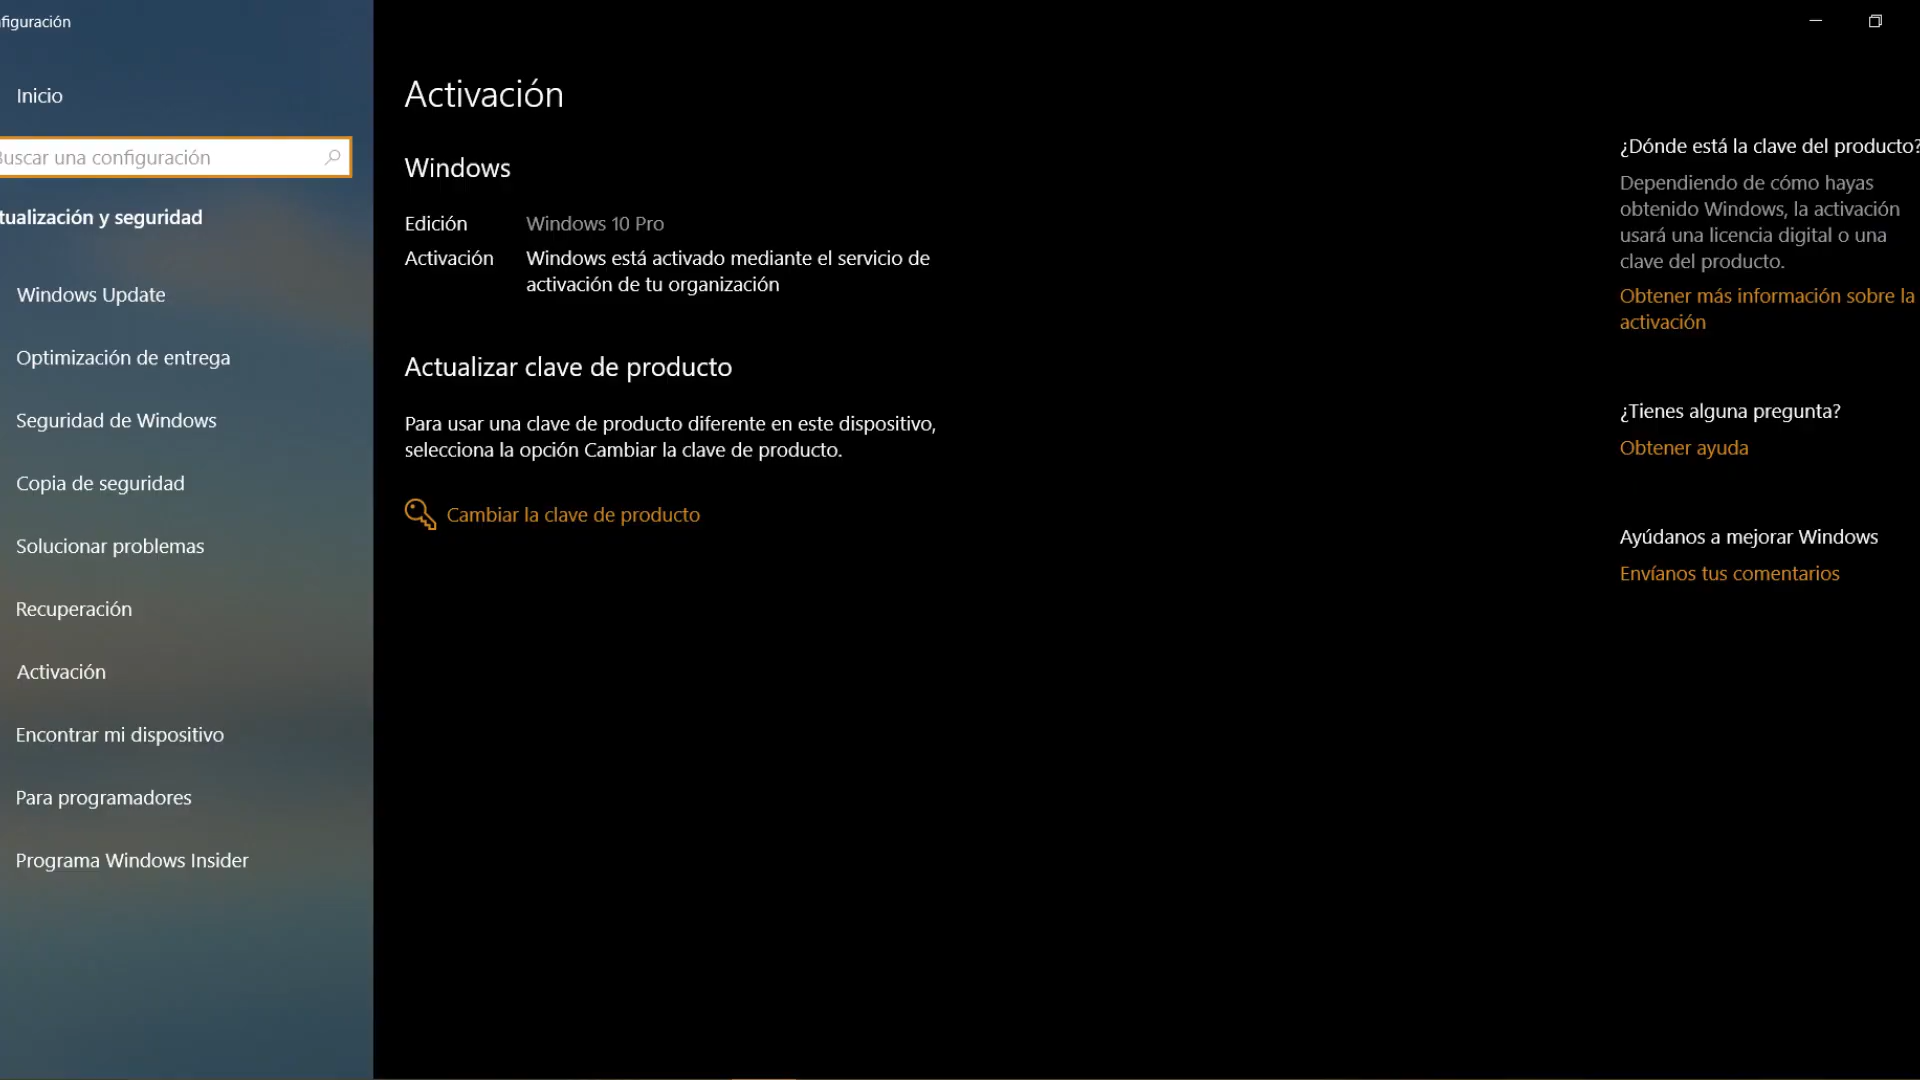 figuración
Inicio
Buscar una configuración
tualización y seguridad
Windows Update
Optimización de entrega
Seguridad de Windows
Copia de seguridad
Solucionar problemas
Recuperación
Activación
Encontrar mi dispositivo
Para programadores
Programa Windows Insider
Activación
Windows
Edición Windows 10 Pro
Activación Windows está activado mediante el servicio de
activación de tu organización
Actualizar clave de producto
Para usar una clave de producto diferente en este dispositivo,
selecciona la opción Cambiar la clave de producto.
Cambiar la clave de producto
¿Dónde está la clave del producto?
Dependiendo de cómo hayas
obtenido Windows, la activación
usará una licencia digital o una
clave del producto.
Obtener más información sobre la
activación
¿Tienes alguna pregunta?
Obtener ayuda
Ayúdanos a mejorar Windows
Envíanos tus comentarios